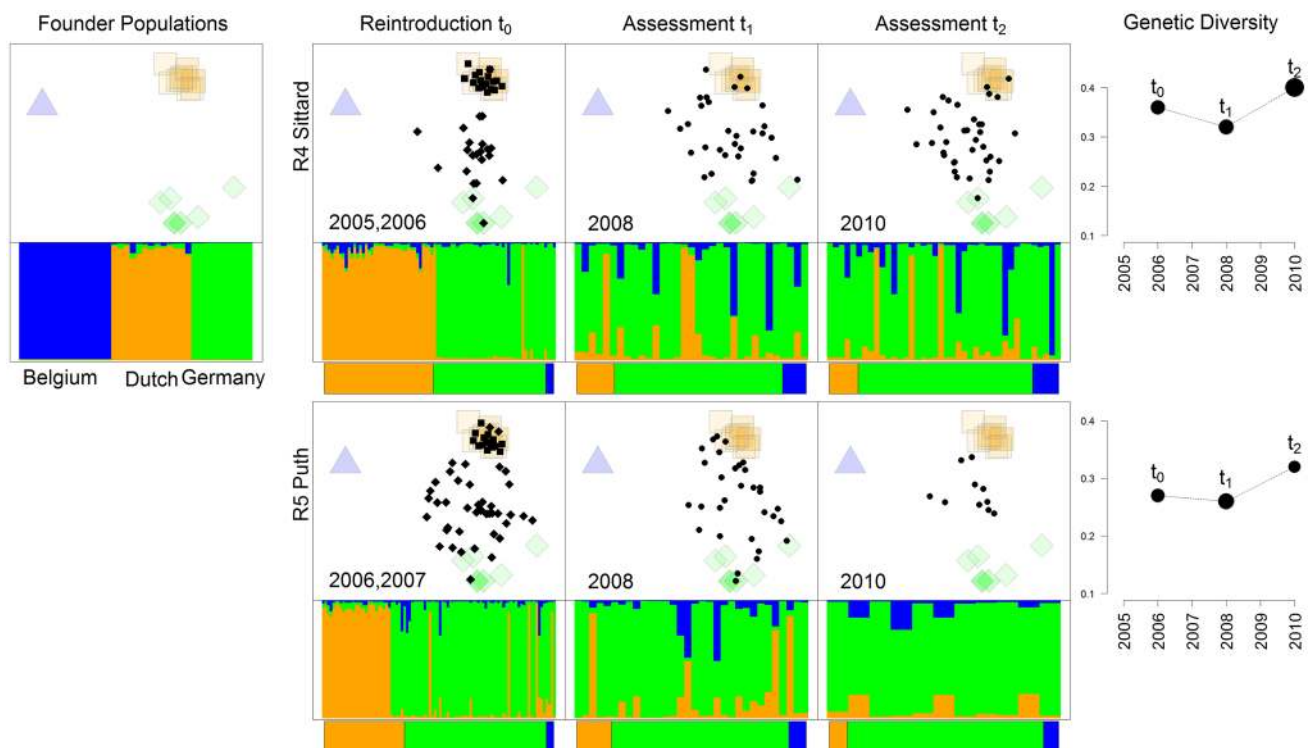 Founder Populations
Reintroduction t0
Assessment t1
Assessment t2
Genetic Diversity
R4 Sittard
2005,2006
2008
2010
t0
t1
t2
0.4
0.3
0.2
0.1
2005
2006
2007
2008
2009
2010
Belgium
Dutch
Germany
R5 Puth
2006,2007
2008
2010
t0
t1
t2
0.4
0.3
0.2
0.1
2005
2006
2007
2008
2009
2010